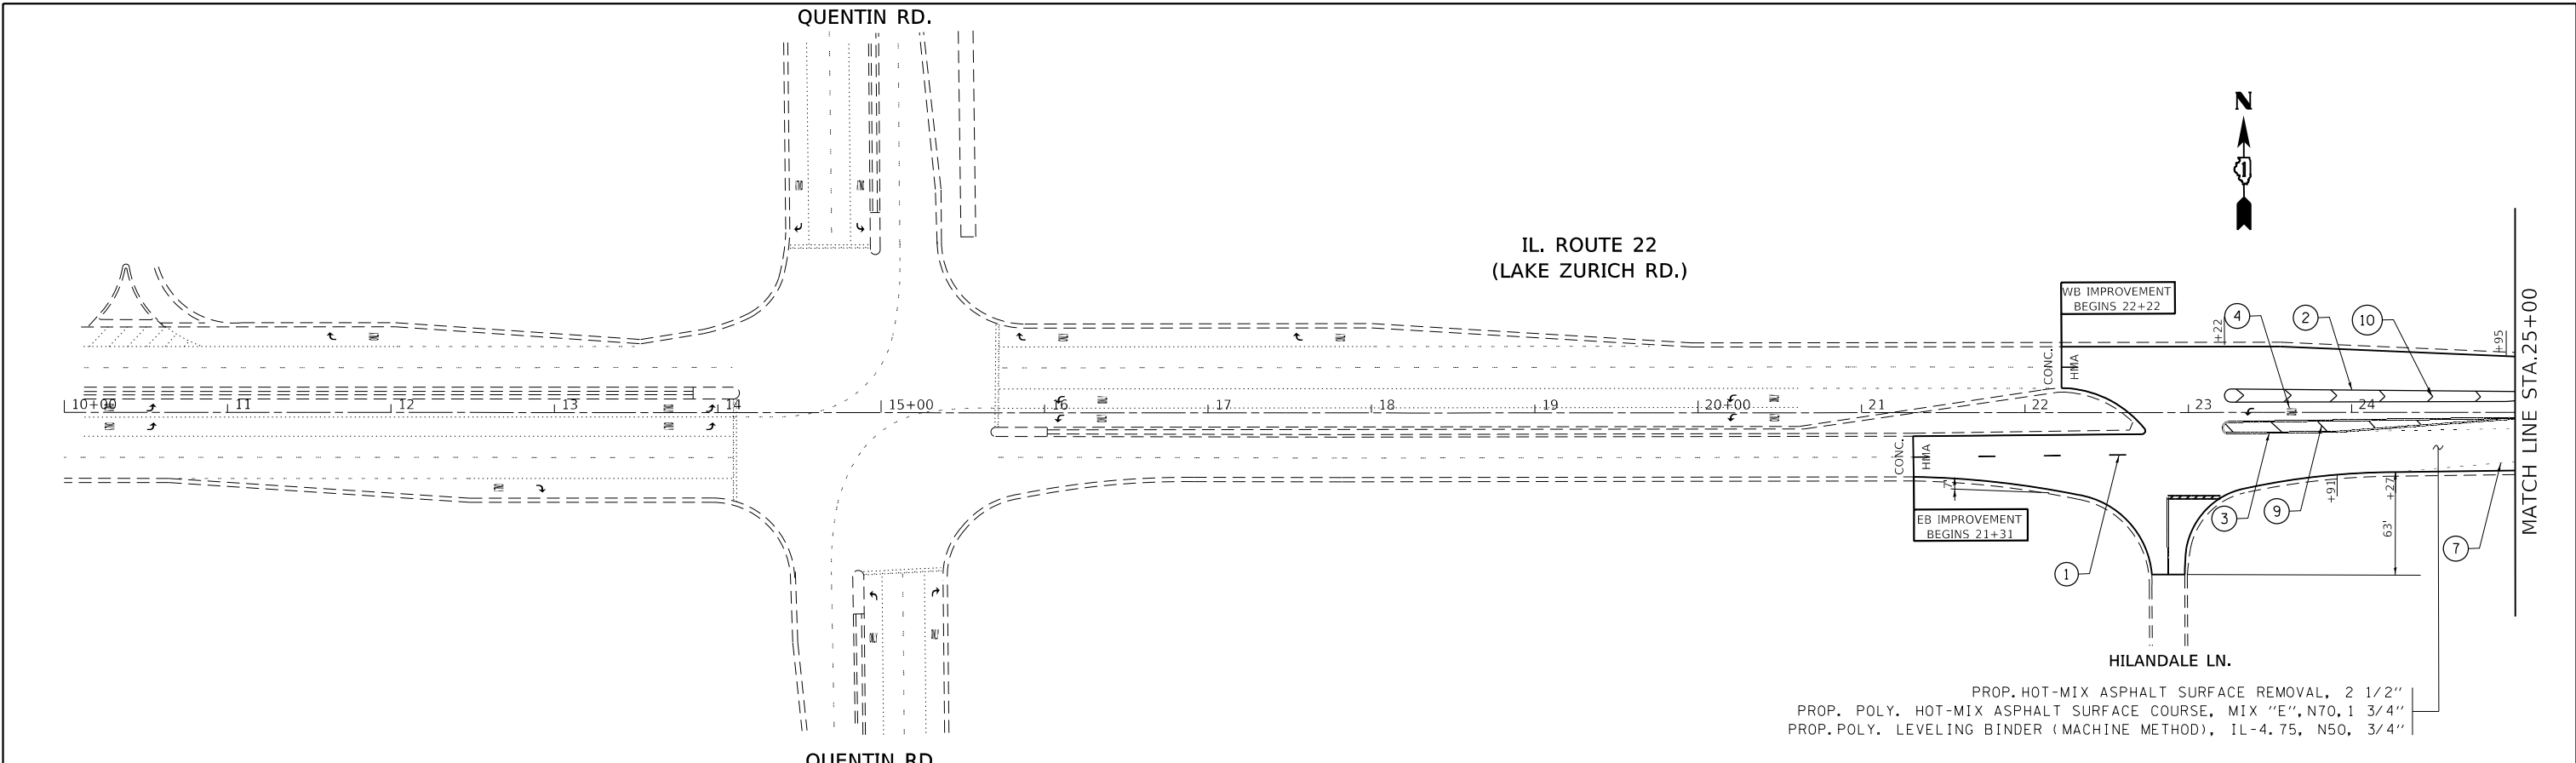 QUENTIN RD.
N
1
IL. ROUTE 22
(LAKE ZURICH RD.)
WB IMPROVEMENT
BEGINS 22+22
4
2
10
+22
+95
MATCH LINE STA.25+00
CONC.
HMA
10+00
11
12
13
14
15+00
16
17
18
19
20+00
21
22
23
24
ONLY
ONLY
CONC.
HMA
7'
EB IMPROVEMENT
BEGINS 21+31
1
3
9
+91
+27
63'
7
HILANDALE LN.
PROP. HOT-MIX ASPHALT SURFACE REMOVAL, 2 1/2"
PROP. POLY. HOT-MIX ASPHALT SURFACE COURSE, MIX "E", N70, 1 3/4"
PROP. POLY. LEVELING BINDER (MACHINE METHOD), IL-4.75, N50, 3/4"
QUENTIN RD.